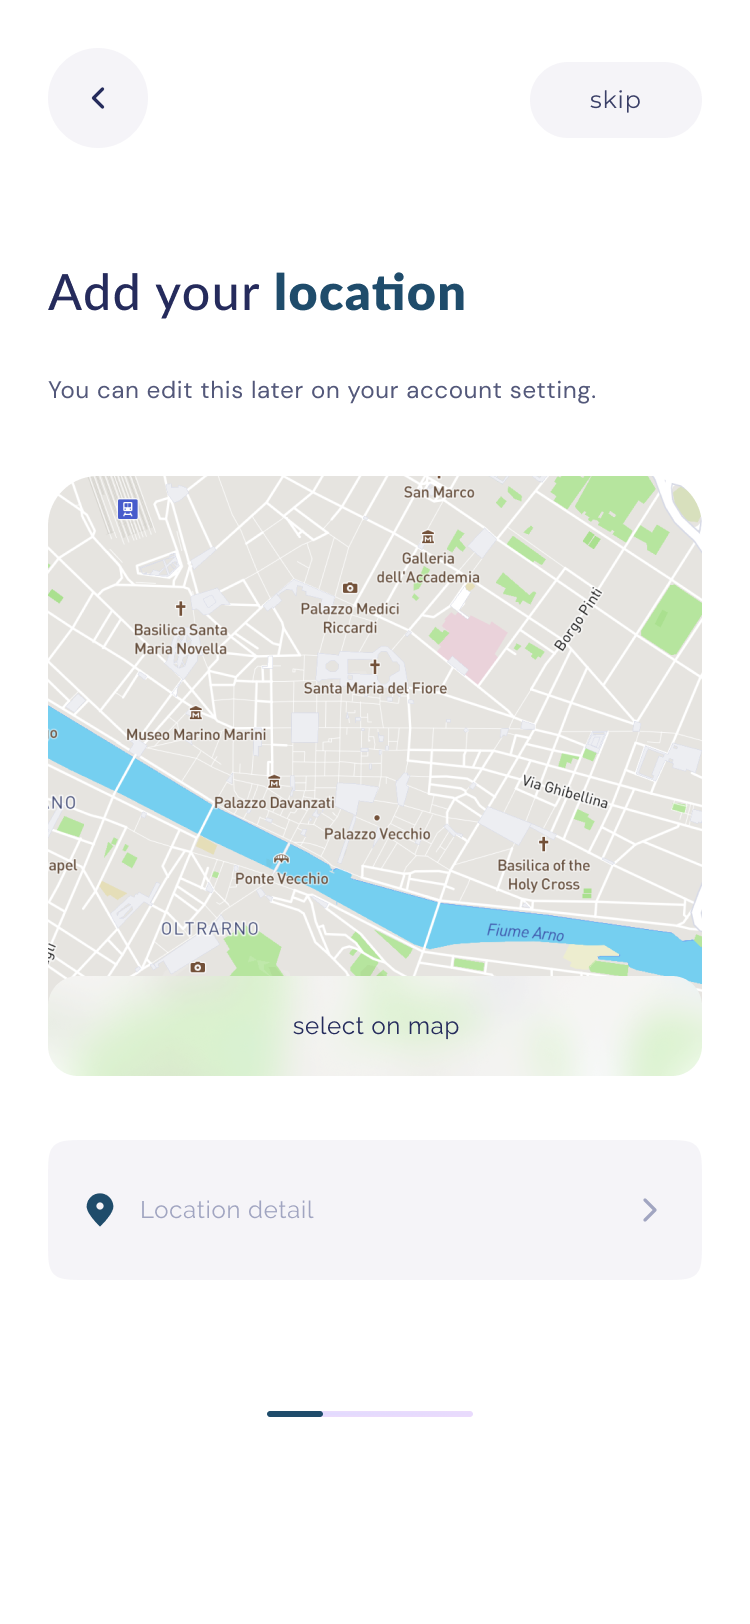 skip
Add your location
You can edit this later on your account setting.
San Marco
Galleria
dell'Accademia
Palazzo Medici
Riccardi
Borgo Pinti
Basilica Santa
Maria Novella
Santa Maria del Fiore
Museo Marino Marini
Via Ghibellina
Palazzo Davanzati
Palazzo Vecchio
Basilica of the
Holy Cross
Ponte Vecchio
OLTRARNO
Fiume Arno
select on map
Location detail